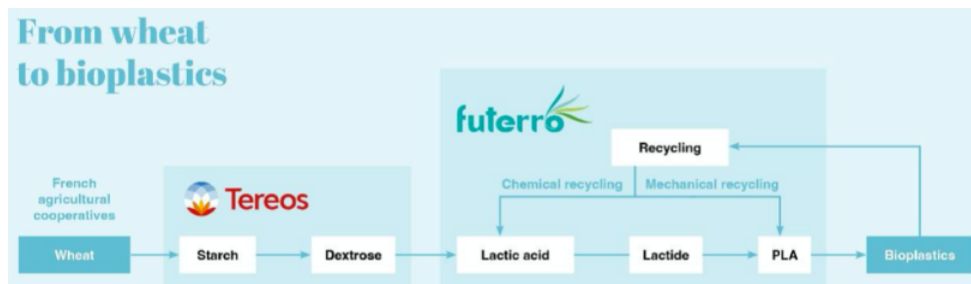 From wheat
to bioplastics
futerro
Recycling
French
agricultural
cooperatives
Tereos
Chemical recycling
Mechanical recycling
Wheat
Starch
Dextrose
Lactic acid
Lactide
PLA
Bioplastics